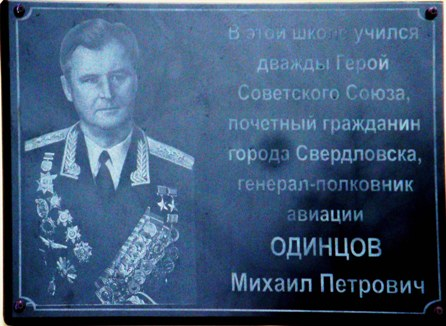 В этой школе учился
дважды Герой
Советского Союза,
почетный гражданин
города Свердловска,
генерал-полковник
авиации
ОДИНЦОВ
Михаил Петрович